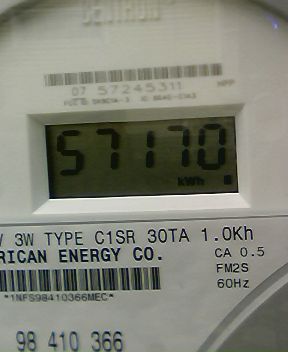 CENTRON
07 57245311
57170
kWh
3W TYPE C1SR 30TA 1.0Kh
RICAN ENERGY CO. CA 0.5
FM2S
*1NFS98410366MEC* 60Hz
98 410 366